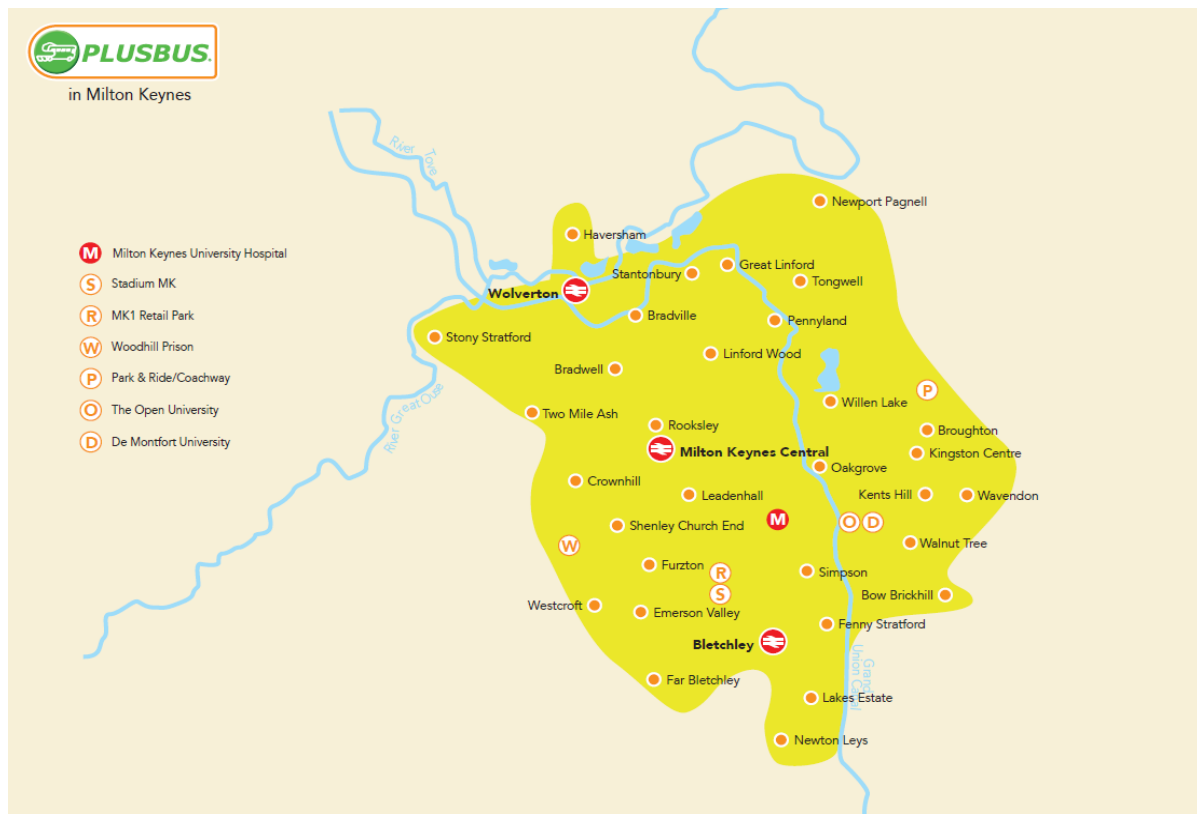 PLUSBUS.
in Milton Keynes
River Tove
Newport Pagnell
Haversham
M Milton Keynes University Hospital
Great Linford
Stantonbury
Tongwell
S Stadium MK
Wolverton
R MK1 Retail Park
Bradville
Pennyland
Stony Stratford
W Woodhill Prison
Linford Wood
Bradwell
P Park & Ride/Coachway
P
River Great Ouse
Willen Lake
O The Open University
Two Mile Ash
Rooksley
Broughton
D De Montfort University
Milton Keynes Central
Kingston Centre
Oakgrove
Crownhill
Leadenhall
Kents Hill
Wavendon
Shenley Church End
M
O D
W
Walnut Tree
Furzton
R
Simpson
S
Bow Brickhill
Westcroft
Emerson Valley
Fenny Stratford
Bletchley
Grand
Union Canal
Far Bletchley
Lakes Estate
Newton Leys